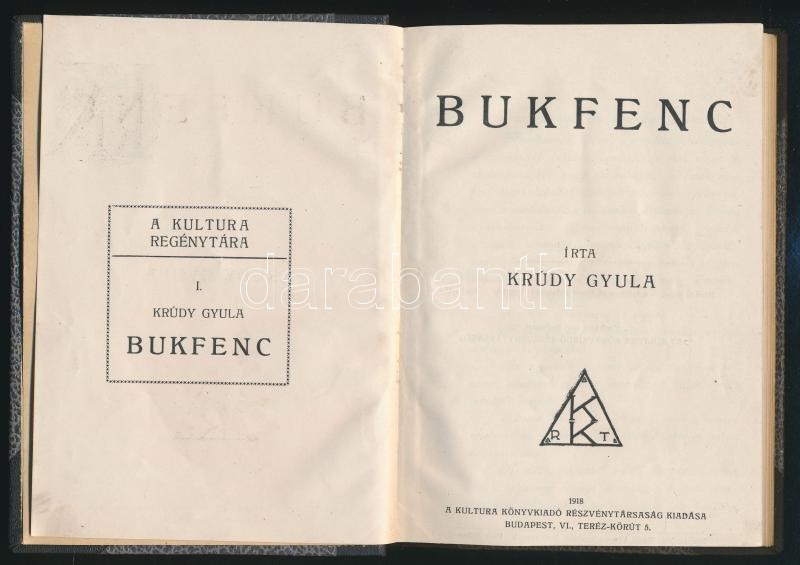 A KULTURA
REGÉNYTÁRA
I.
KRÚDY GYULA
BUKFENC
BUKFENC
ÍRTA
KRÚDY GYULA
K
K
R T
1918
A KULTURA KÖNYVKIADÓ RÉSZVÉNYTÁRSASÁG KIADÁSA
BUDAPEST, VI., TERÉZ-KÖRÚT 5.
darabanth